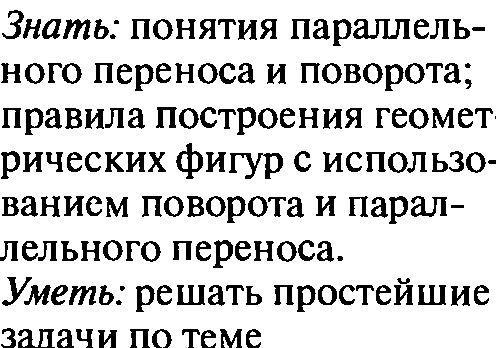 Знать: понятия параллель-
ного переноса и поворота;
правила построения геомет-
рических фигур с использо-
ванием поворота и парал-
лельного переноса.
Уметь: решать простейшие
задачи по теме